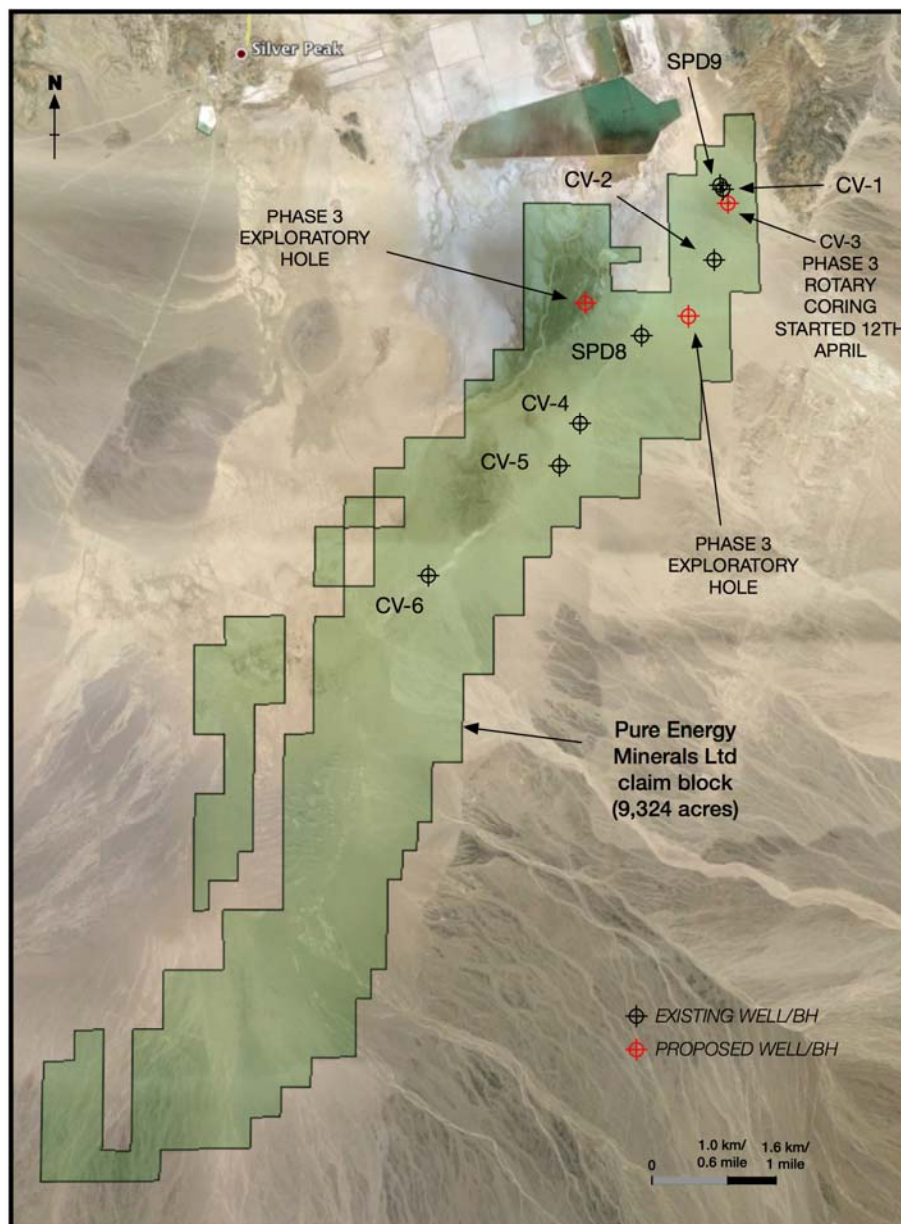 Silver Peak
N
SPD9
CV-2
CV-1
PHASE 3
EXPLORATORY
HOLE
CV-3
PHASE 3
ROTARY
CORING
STARTED 12TH
APRIL
SPD8
CV-4
CV-5
PHASE 3
EXPLORATORY
HOLE
CV-6
Pure Energy
Minerals Ltd
claim block
(9,324 acres)
EXISTING WELL/BH
PROPOSED WELL/BH
0
1.0 km/
0.6 mile
1.6 km/
1 mile